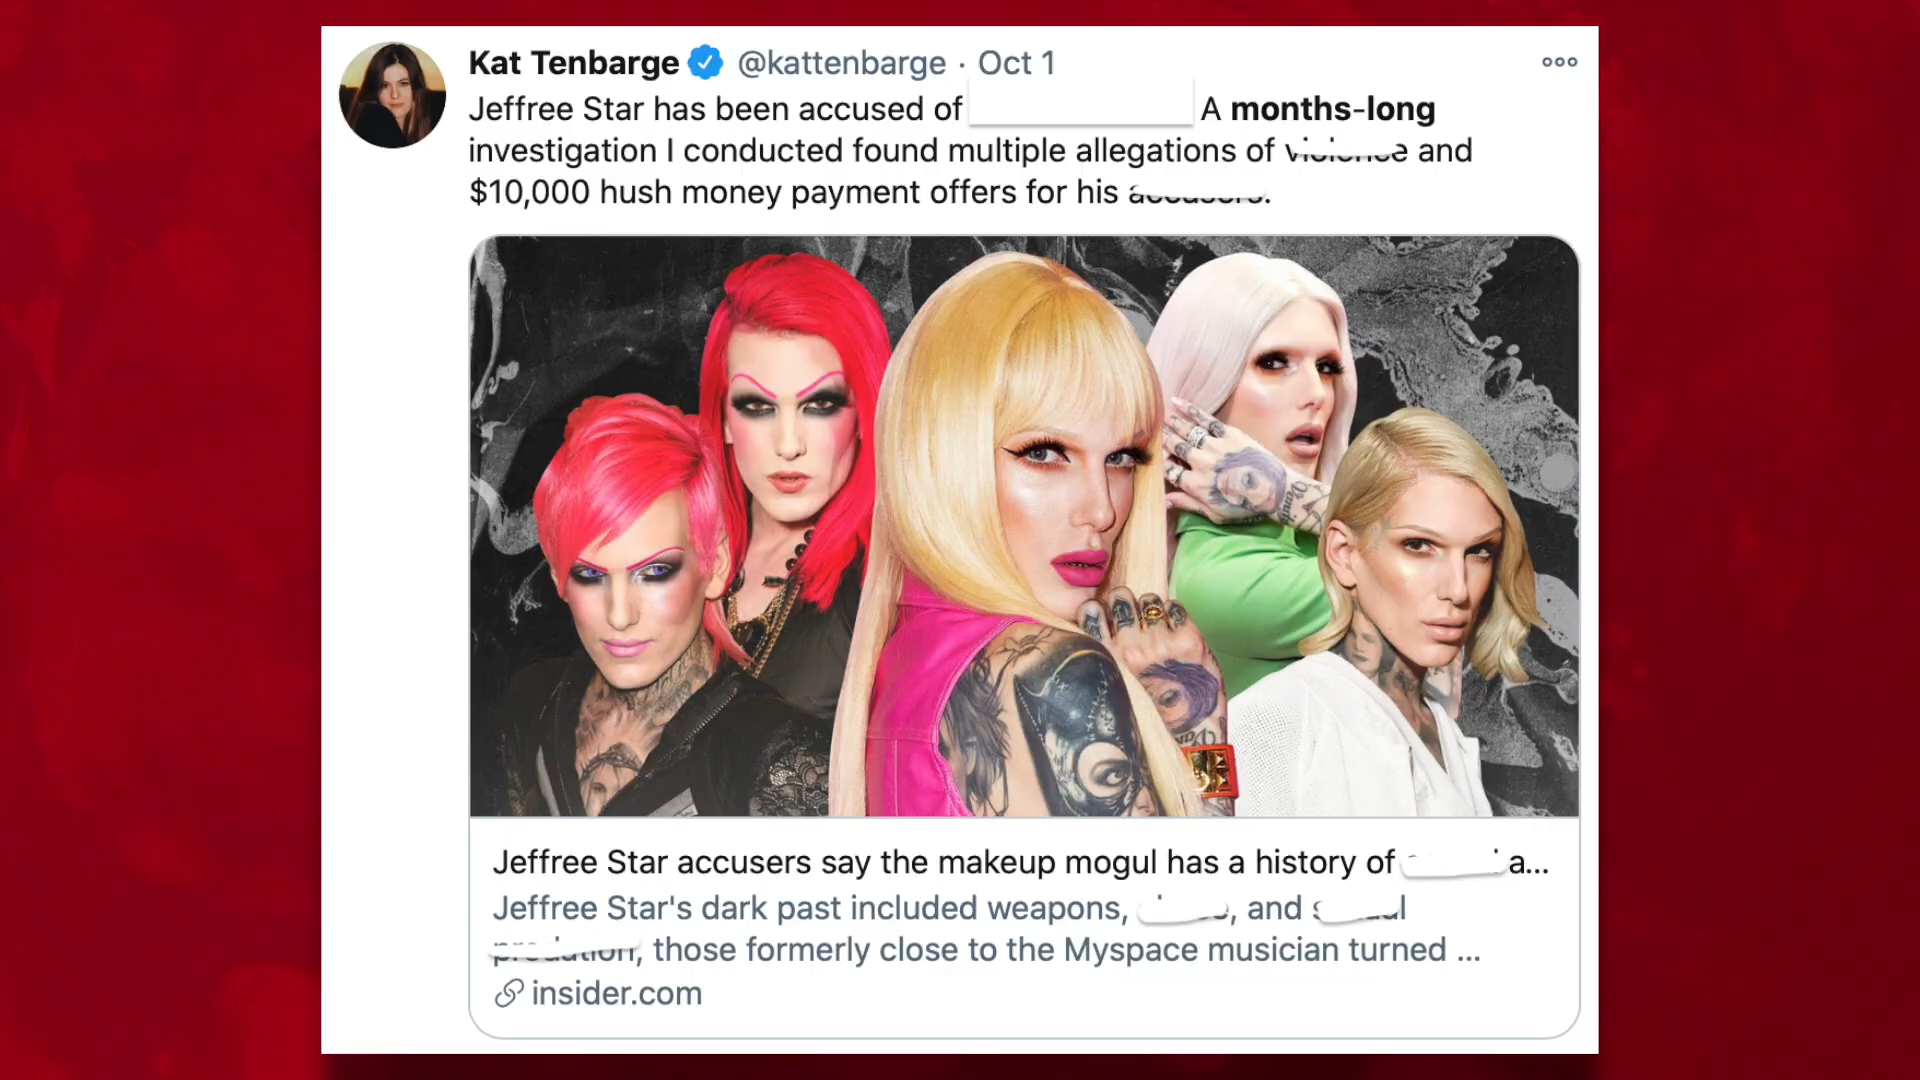 Kat Tenbarge @kattenbarge · Oct 1
Jeffree Star has been accused of A months-long
investigation I conducted found multiple allegations of violence and
$10,000 hush money payment offers for his accusers.
Jeffree Star accusers say the makeup mogul has a history of a...
Jeffree Star's dark past included weapons, and
those formerly close to the Myspace musician turned ...
insider.com